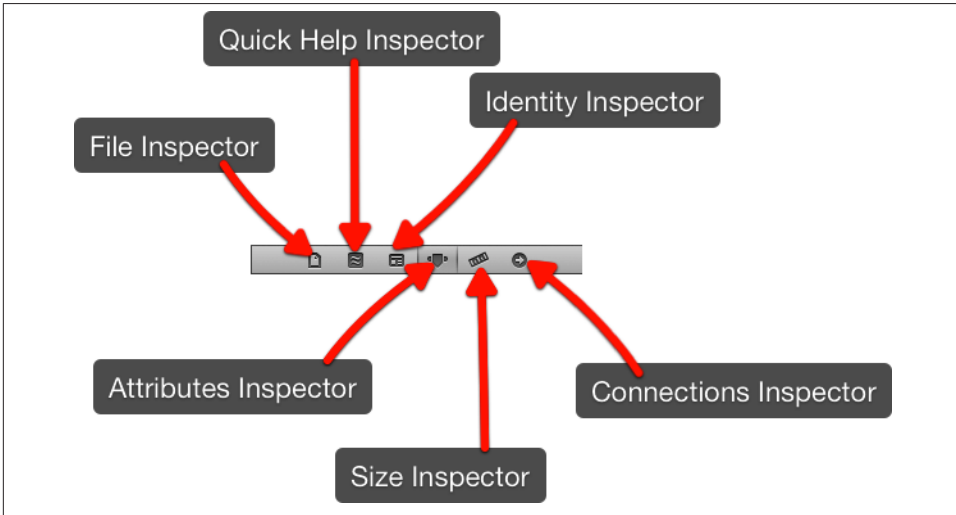 Quick Help Inspector
Identity Inspector
File Inspector
Attributes Inspector
Connections Inspector
Size Inspector